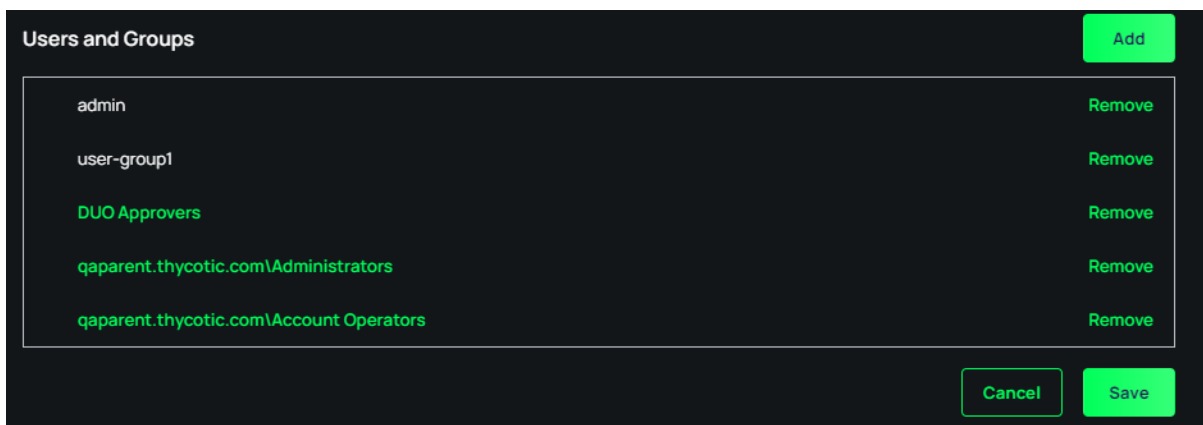 Users and Groups Add
admin Remove
user-group1 Remove
DUO Approvers Remove
qaparent.thycotic.com\Administrators Remove
qaparent.thycotic.com\Account Operators Remove
Cancel Save